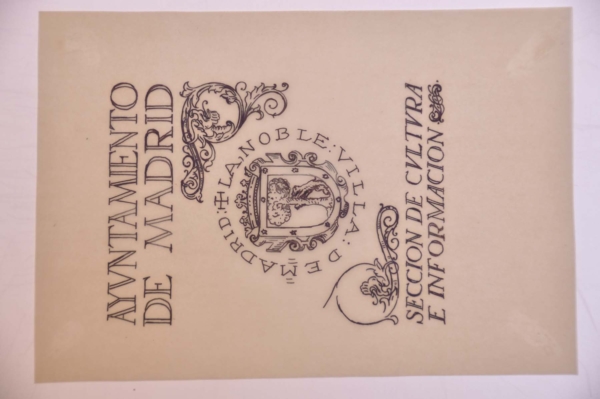 AYVNTAMIENTO
DE MADRID
✠ LA : NOBLE : VILLA : DE MADRID :
SECCION DE CVLTVRA
E INFORMACION